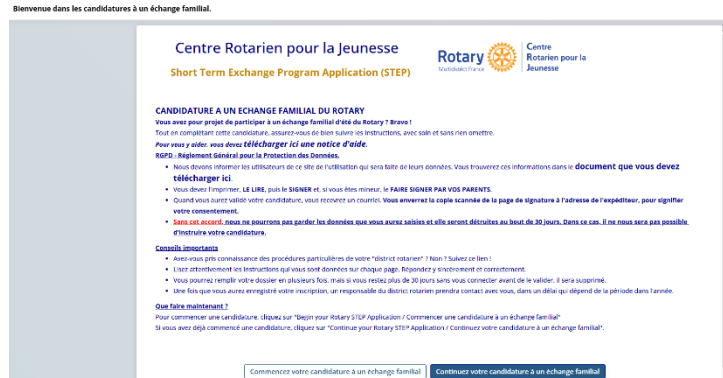 Bienvenue dans les candidatures à un échange familial.
Centre Rotarien pour la Jeunesse
Short Term Exchange Program Application (STEP)
Rotary
Multidistrict France
Centre
Rotarien pour la
Jeunesse
CANDIDATURE A UN ECHANGE FAMILIAL DU ROTARY
Vous avez pour projet de participer à un échange familial d'été du Rotary ? Bravo !
Tout en complétant cette candidature, assurez-vous de bien suivre les instructions, avec soin et sans rien omettre.
Pour vous y aider, vous devez télécharger ici une notice d'aide.
RGPD - Règlement Général pour la Protection des Données.
• Nous devons informer les utilisateurs de ce site de l'utilisation qui sera faite de leurs données. Vous trouverez ces informations dans le document que vous devez
télécharger ici.
• Vous devez l'imprimer, LE LIRE, puis le SIGNER et, si vous êtes mineur, le FAIRE SIGNER PAR VOS PARENTS.
• Quand vous aurez validé votre candidature, vous recevrez un courriel. Vous enverrez la copie scannée de la page de signature à l'adresse de l'expéditeur, pour signifier
votre consentement.
• Sans cet accord, nous ne pourrons pas garder les données que vous aurez saisies et elle seront détruites au bout de 30 jours. Dans ce cas, il ne nous sera pas possible
d'instruire votre candidature.
Conseils importants
• Avez-vous pris connaissance des procédures particulières de votre "district rotarien" ? Non ? Suivez ce lien !
• Lisez attentivement les instructions qui vous sont données sur chaque page. Répondez y sincèrement et correctement.
• Vous pourrez remplir votre dossier en plusieurs fois, mais si vous restez plus de 30 jours sans vous connecter avant de le valider, il sera supprimé.
• Une fois que vous aurez enregistré votre inscription, un responsable du district rotarien prendra contact avec vous, dans un délai qui dépend de la période dans l'année.
Que faire maintenant ?
Pour commencer une candidature, cliquez sur "Begin your Rotary STEP Application / Commencer une candidature à un échange familial"
Si vous avez déjà commencé une candidature, cliquez sur "Continue your Rotary STEP Application / Continuez votre candidature à un échange familial".
Commencez votre candidature à un échange familial
Continuez votre candidature à un échange familial